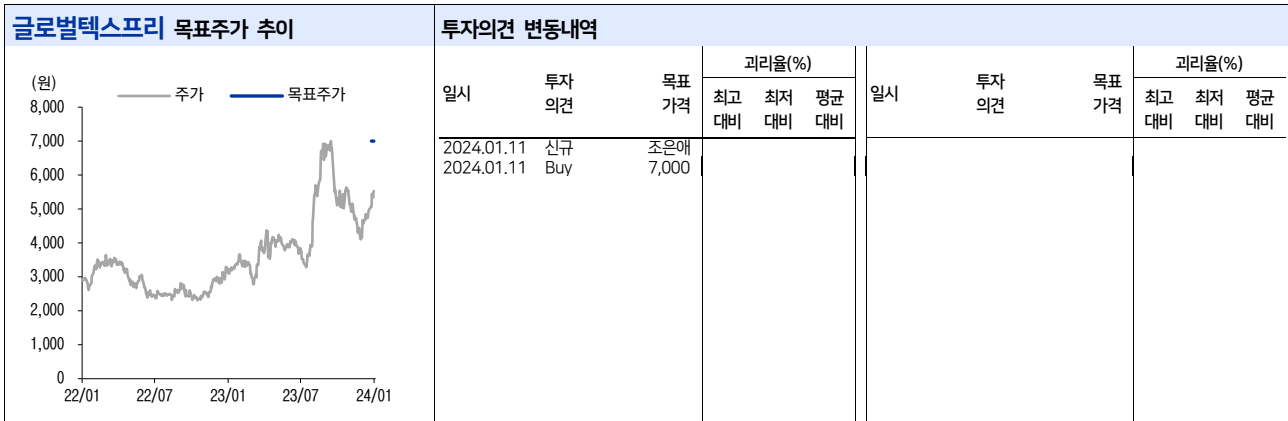 글로벌텍스프리 목표주가 추이
투자의견 변동내역
(원)
주가
목표주가
8,000
7,000
6,000
5,000
4,000
3,000
2,000
1,000
0
22/01 22/07 23/01 23/07 24/01
일시 투자 의견 목표 가격 괴리율(%)
최고 대비 최저 대비 평균 대비
2024.01.11 신규 조은애
2024.01.11 Buy 7,000
일시 투자 의견 목표 가격 괴리율(%)
최고 대비 최저 대비 평균 대비